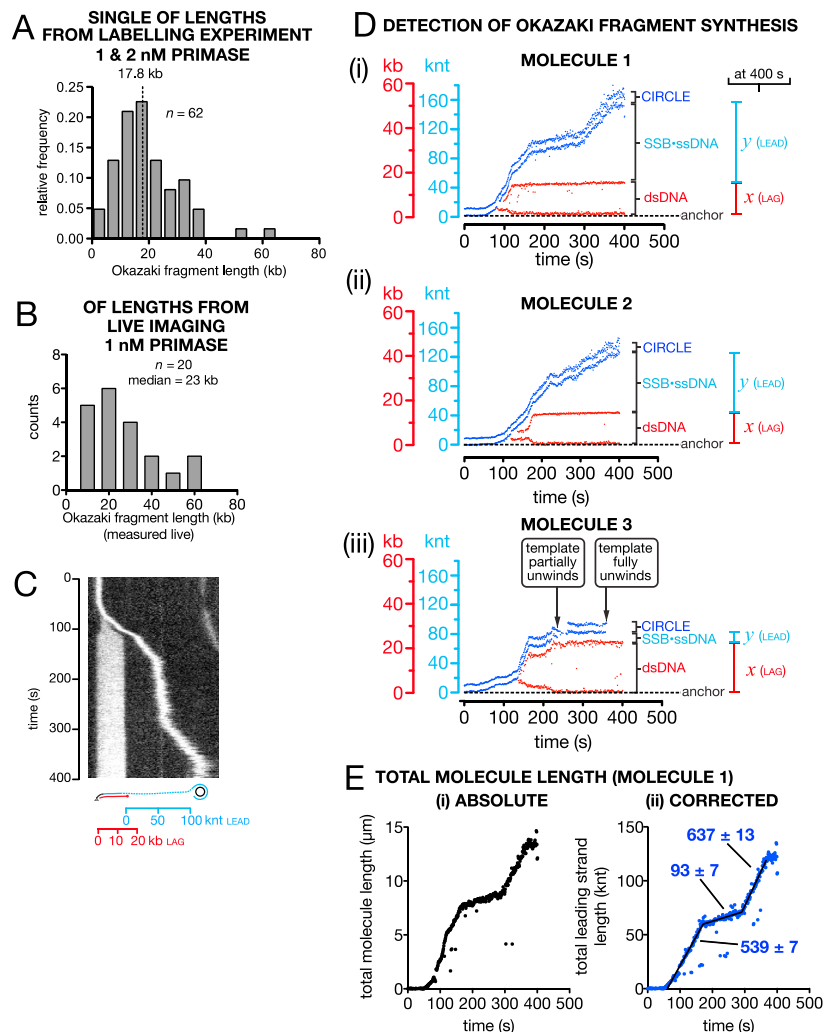 A
SINGLE OF LENGTHS
FROM LABELLING EXPERIMENT
1 & 2 nM PRIMASE
17.8 kb
n = 62
relative frequency
0.25
0.20
0.15
0.10
0.05
0.00
0 20 40 60 80
Okazaki fragment length (kb)
B
OF LENGTHS FROM
LIVE IMAGING
1 nM PRIMASE
n = 20
median = 23 kb
counts
8
6
4
2
0
0 20 40 60 80
Okazaki fragment length (kb)
(measured live)
C
time (s)
0
100
200
300
400
0 50 100 knt LEAD
0 10 20 kb LAG
D DETECTION OF OKAZAKI FRAGMENT SYNTHESIS
(i)
MOLECULE 1
kb knt
60
40
20
0
160
120
80
40
0
0 100 200 300 400 500
time (s)
CIRCLE
SSB•ssDNA
dsDNA
anchor
at 400 s
y (LEAD)
x (LAG)
(ii)
MOLECULE 2
kb knt
60
40
20
0
160
120
80
40
0
0 100 200 300 400 500
time (s)
CIRCLE
SSB•ssDNA
dsDNA
anchor
y (LEAD)
x (LAG)
(iii)
MOLECULE 3
kb knt
60
40
20
0
160
120
80
40
0
template
partially
unwinds
template
fully
unwinds
0 100 200 300 400 500
time (s)
CIRCLE
SSB•ssDNA
dsDNA
anchor
y (LEAD)
x (LAG)
E TOTAL MOLECULE LENGTH (MOLECULE 1)
(i) ABSOLUTE
total molecule length (μm)
15
10
5
0
0 100 200 300 400 500
time (s)
(ii) CORRECTED
total leading strand
length (knt)
150
100
50
0
637 ± 13
93 ± 7
539 ± 7
0 100 200 300 400 500
time (s)